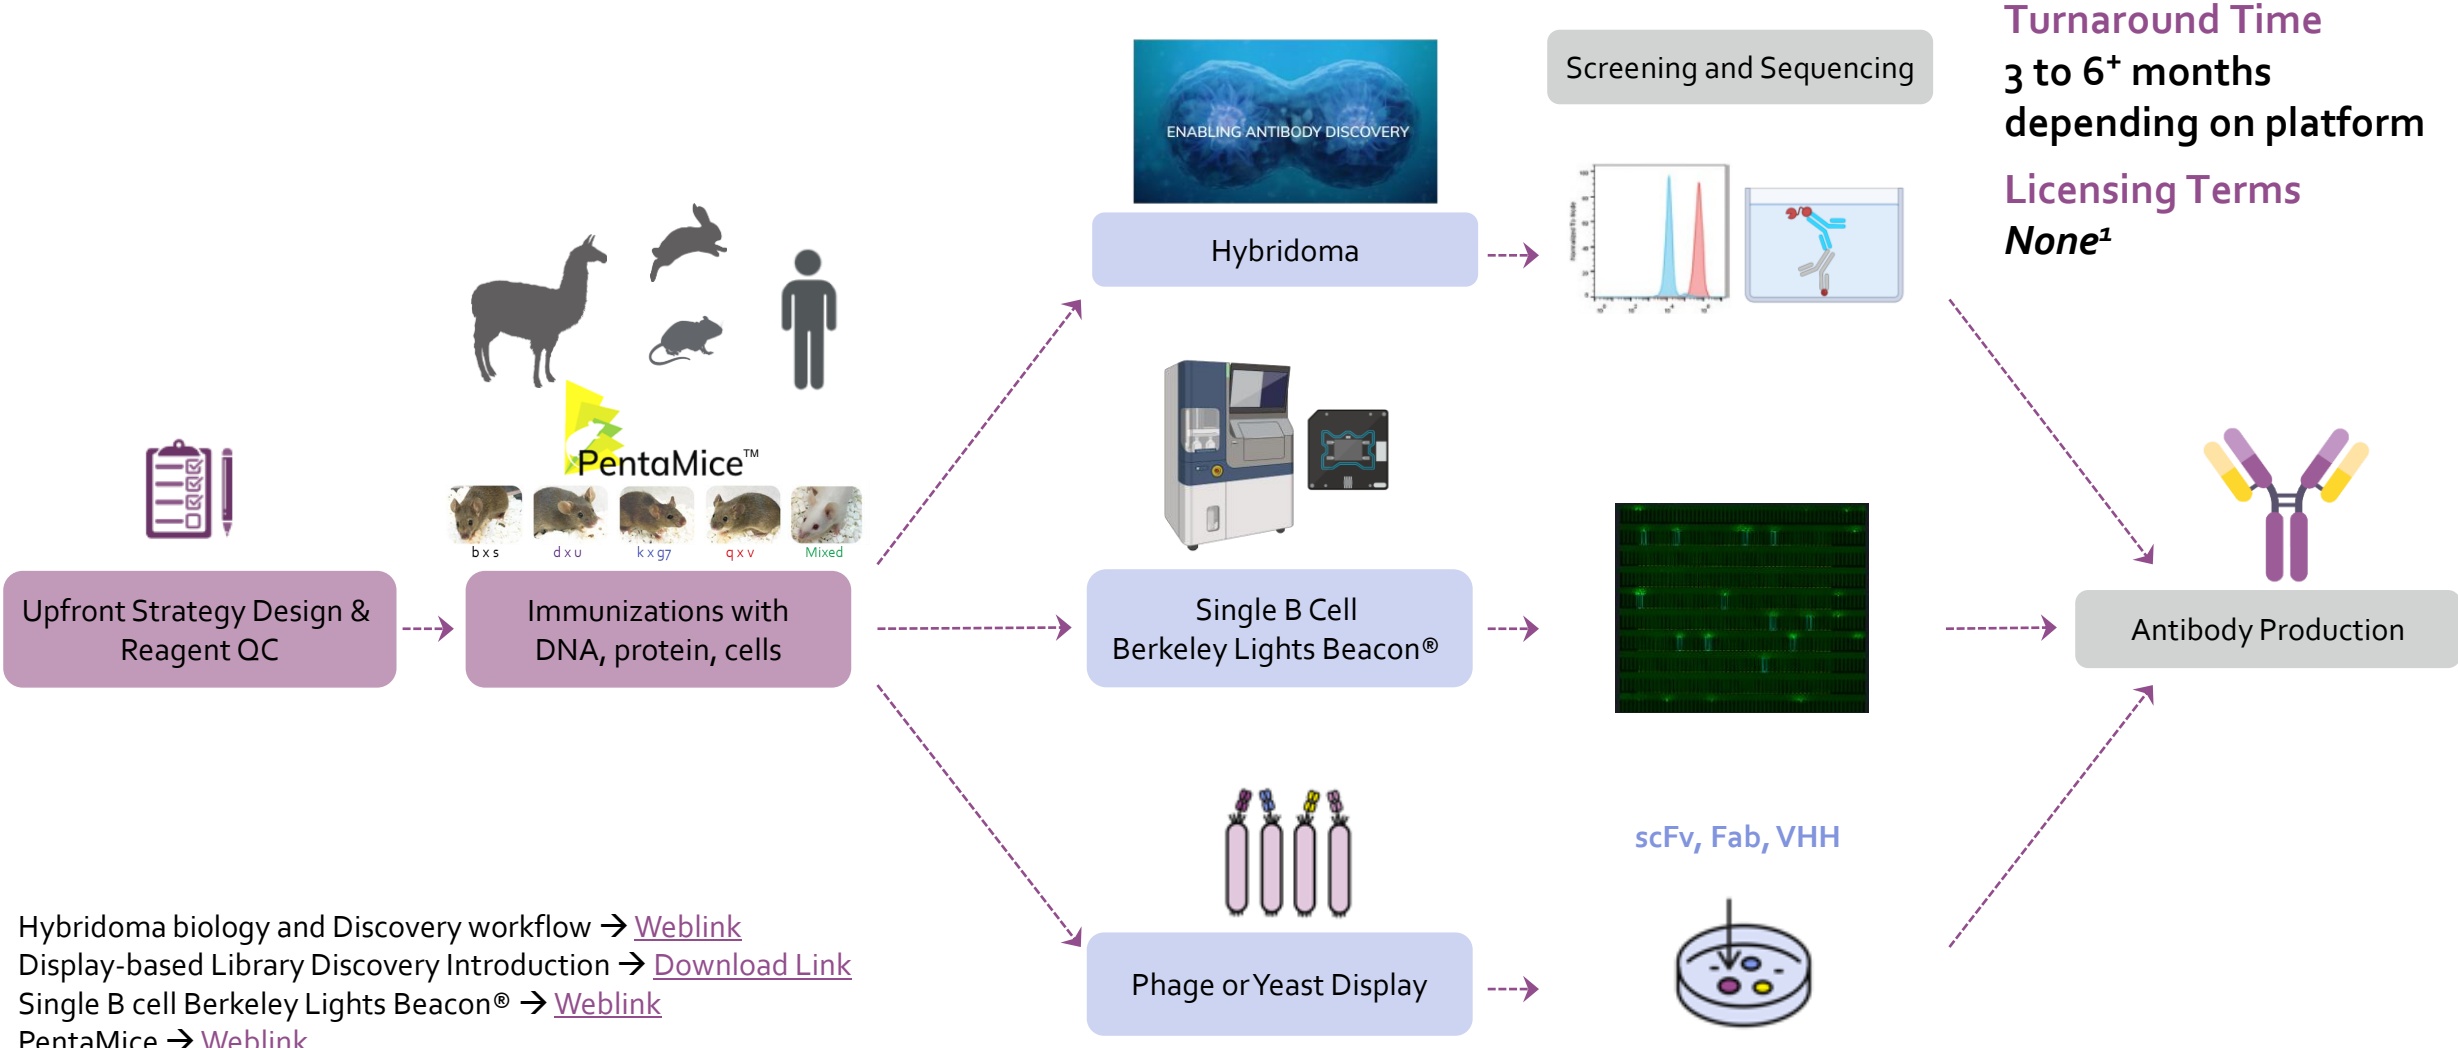 Turnaround Time
3 to 6+ months
depending on platform
Licensing Terms
None¹
Screening and Sequencing
ENABLING ANTIBODY DISCOVERY
Hybridoma
PentaMice™
b x s
d x u
k x g7
q x v
Mixed
Upfront Strategy Design &
Reagent QC
Immunizations with
DNA, protein, cells
Single B Cell
Berkeley Lights Beacon®
Antibody Production
scFv, Fab, VHH
Phage or Yeast Display
Hybridoma biology and Discovery workflow → Weblink
Display-based Library Discovery Introduction → Download Link
Single B cell Berkeley Lights Beacon® → Weblink
PentaMice → Weblink